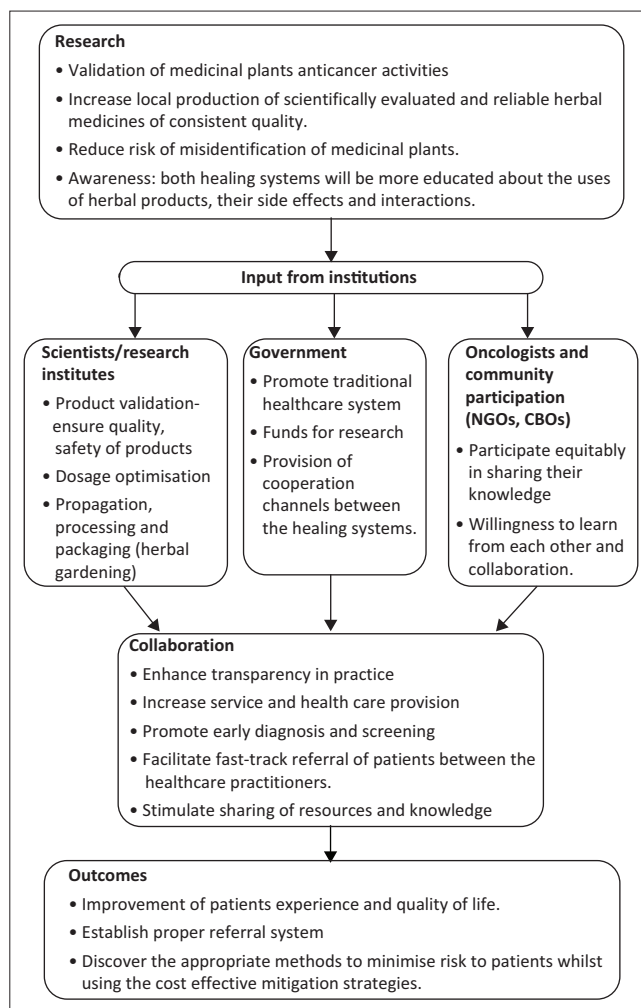 Research
• Validation of medicinal plants anticancer activities
• Increase local production of scientifically evaluated and reliable herbal
medicines of consistent quality.
• Reduce risk of misidentification of medicinal plants.
• Awareness: both healing systems will be more educated about the uses
of herbal products, their side effects and interactions.
Input from institutions
Scientists/research
institutes
• Product validation-
ensure quality,
safety of products
• Dosage optimisation
• Propagation,
processing and
packaging (herbal
gardening)
Government
• Promote traditional
healthcare system
• Funds for research
• Provision of
cooperation
channels between
the healing systems.
Oncologists and
community
participation
(NGOs, CBOs)
• Participate equitably
in sharing their
knowledge
• Willingness to learn
from each other and
collaboration.
Collaboration
• Enhance transparency in practice
• Increase service and health care provision
• Promote early diagnosis and screening
• Facilitate fast-track referral of patients between the
healthcare practitioners.
• Stimulate sharing of resources and knowledge
Outcomes
• Improvement of patients experience and quality of life.
• Establish proper referral system
• Discover the appropriate methods to minimise risk to patients whilst
using the cost effective mitigation strategies.